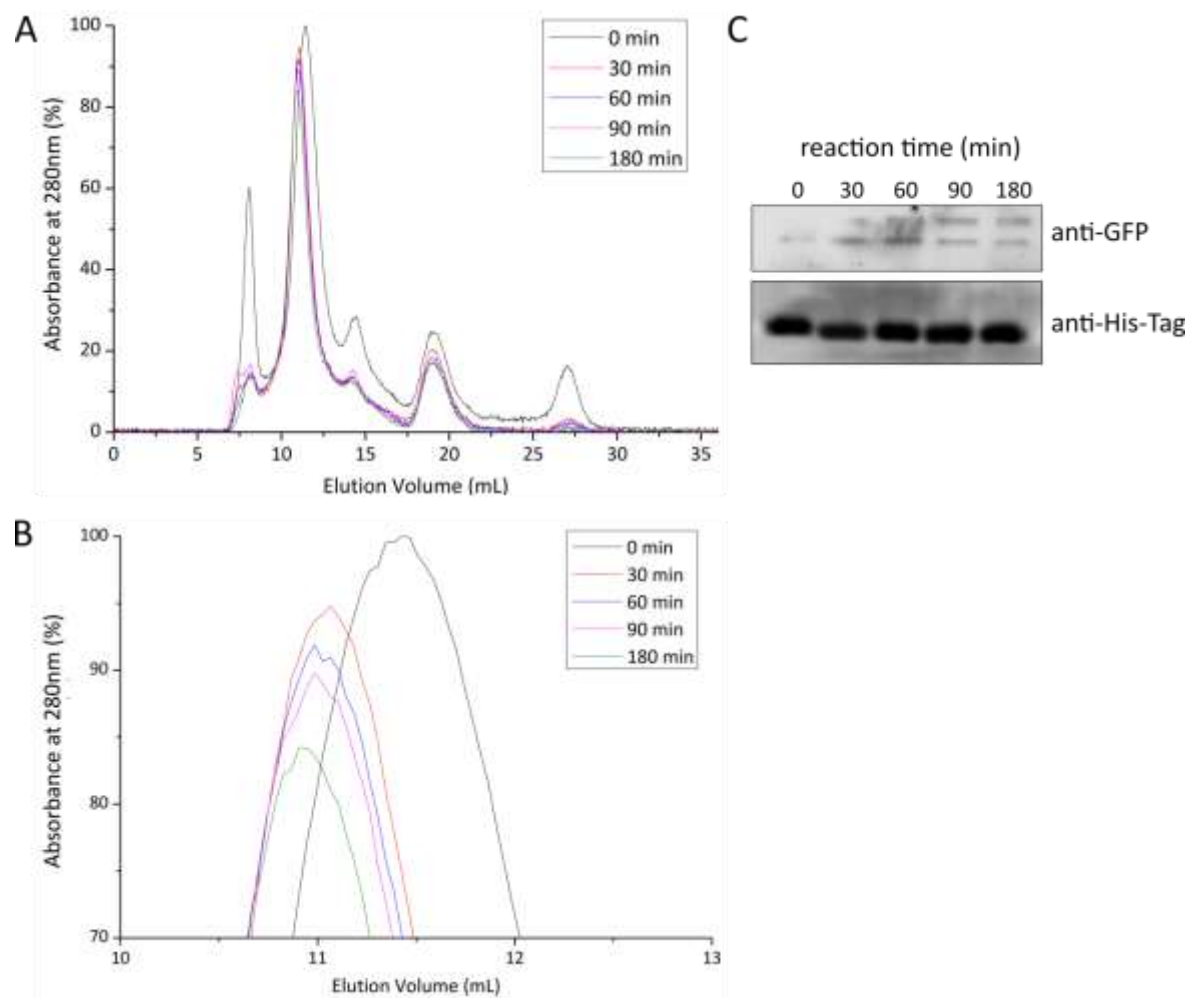 A
100
80
60
40
20
0
Absorbance at 280nm (%)
0 5 10 15 20 25 30 35
Elution Volume (mL)
0 min
30 min
60 min
90 min
180 min
C
reaction time (min)
0 30 60 90 180
anti-GFP
anti-His-Tag
B
100
90
80
70
Absorbance at 280nm (%)
10 11 12 13
Elution Volume (mL)
0 min
30 min
60 min
90 min
180 min